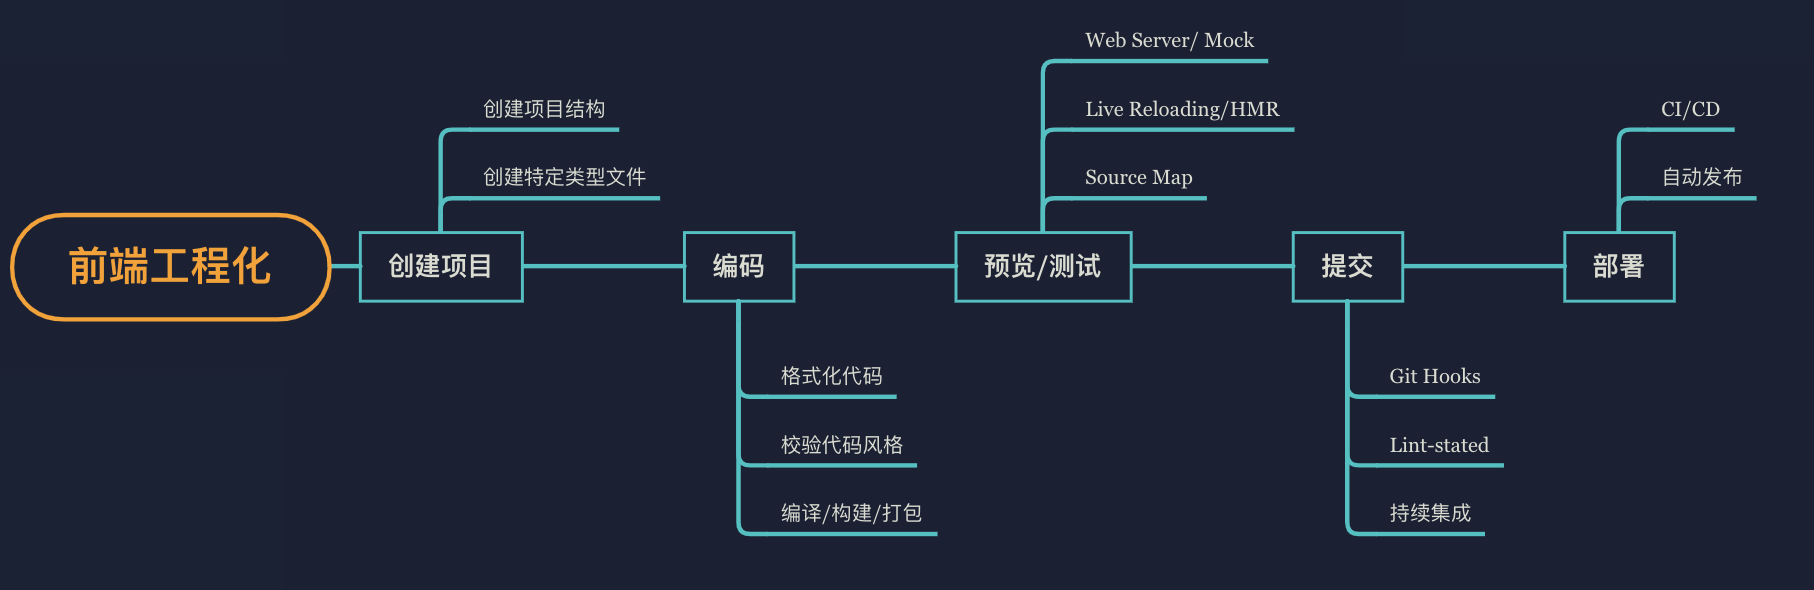 前端工程化
创建项目
创建项目结构
创建特定类型文件
编码
格式化代码
校验代码风格
编译/构建/打包
预览/测试
Web Server/ Mock
Live Reloading/HMR
Source Map
提交
Git Hooks
Lint-stated
持续集成
部署
CI/CD
自动发布